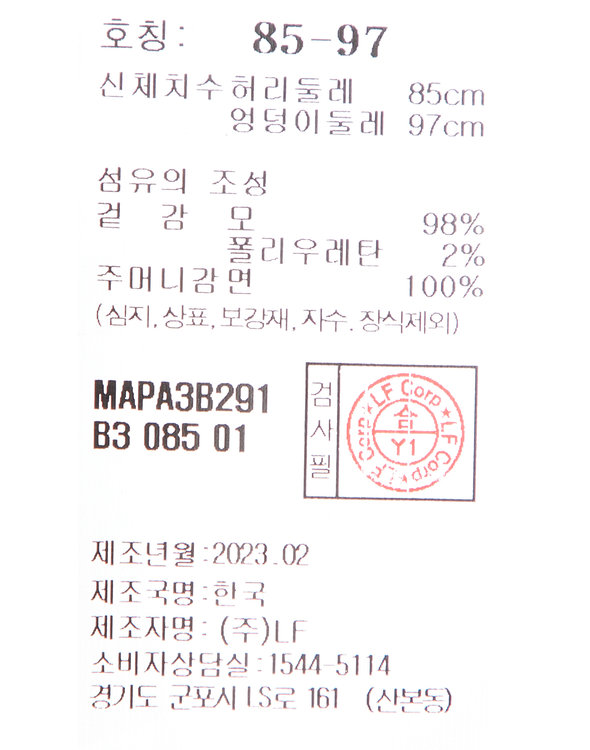 호칭: 85-97
신체치수 허리둘레 85cm
엉덩이둘레 97cm
섬유의 조성
겉 감 모 98%
폴리우레탄 2%
주머니감 면 100%
(심지, 상표, 보강재, 자수. 장식제외)
MAPA3B291
B3 085 01
검사필
LF Corp ★ LF Corp ★ LF Corp ★
Y1
제조년월:2023.02
제조국명:한국
제조자명: (주)LF
소비자상담실:1544-5114
경기도 군포시 LS로 161 (산본동)